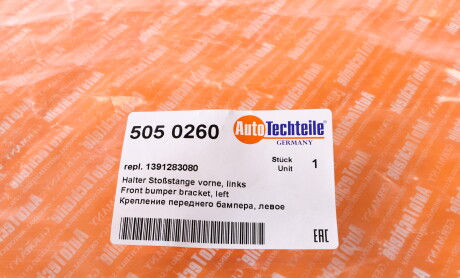 505 0260
AutoTechteile®
GERMANY
repl. 1391283080
Stück
Unit
1
Halter Stoßstange vorne, links
Front bumper bracket, left
Крепление переднего бампера, левое
EAC